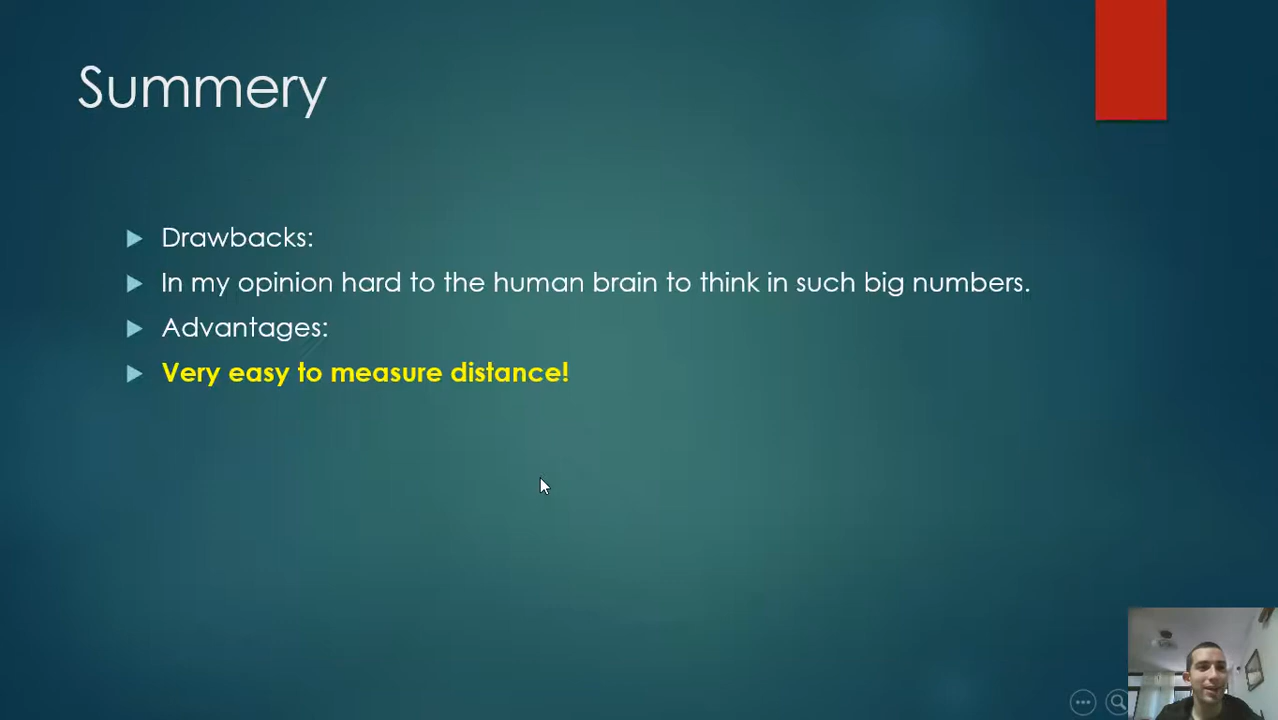 Summery
Drawbacks:
In my opinion hard to the human brain to think in such big numbers.
Advantages:
Very easy to measure distance!